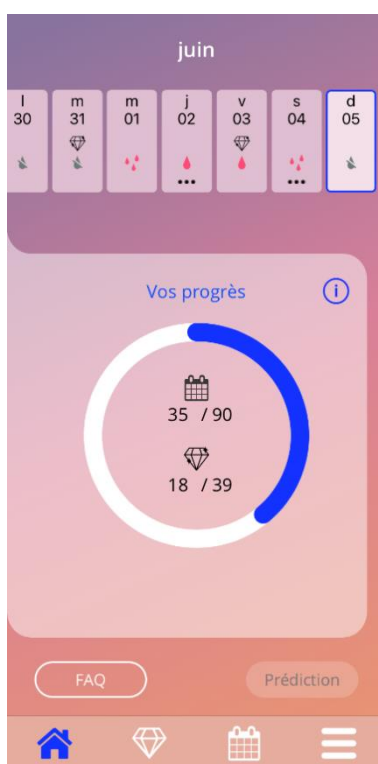 juin
l m m j v s d
30 31 01 02 03 04 05
Vos progrès
i
35 / 90
18 / 39
FAQ
Prédiction